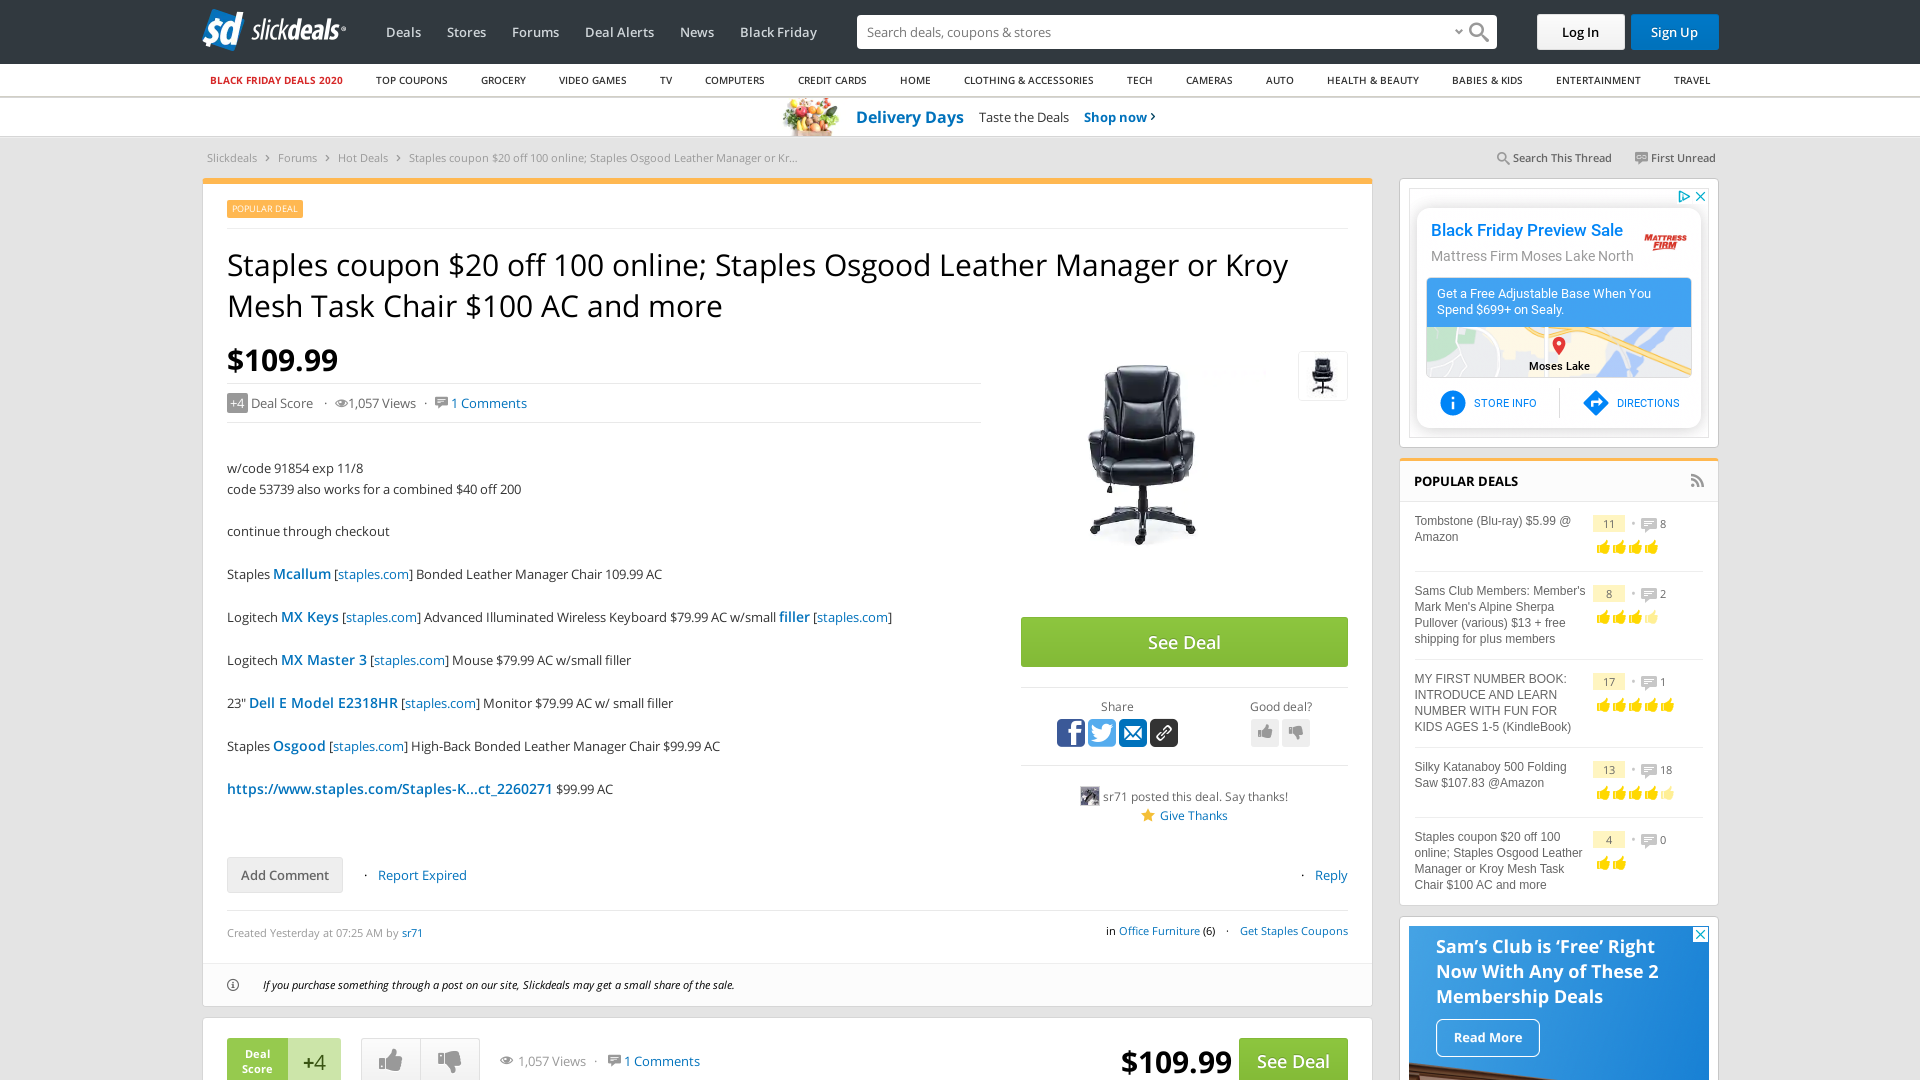 sd slickdeals
Deals Stores Forums Deal Alerts News Black Friday
Search deals, coupons & stores
Log In Sign Up
BLACK FRIDAY DEALS 2020 TOP COUPONS GROCERY VIDEO GAMES TV COMPUTERS CREDIT CARDS HOME CLOTHING & ACCESSORIES TECH CAMERAS AUTO HEALTH & BEAUTY BABIES & KIDS ENTERTAINMENT TRAVEL
Delivery Days Taste the Deals Shop now
Slickdeals Forums Hot Deals Staples coupon $20 off 100 online; Staples Osgood Leather Manager or Kr...
Search This Thread First Unread
POPULAR DEAL
Staples coupon $20 off 100 online; Staples Osgood Leather Manager or Kroy
Mesh Task Chair $100 AC and more
$109.99
+4 Deal Score · 1,057 Views · 1 Comments
w/code 91854 exp 11/8
code 53739 also works for a combined $40 off 200
continue through checkout
Staples Mcallum [staples.com] Bonded Leather Manager Chair 109.99 AC
Logitech MX Keys [staples.com] Advanced Illuminated Wireless Keyboard $79.99 AC w/small filler [staples.com]
Logitech MX Master 3 [staples.com] Mouse $79.99 AC w/small filler
23" Dell E Model E2318HR [staples.com] Monitor $79.99 AC w/ small filler
Staples Osgood [staples.com] High-Back Bonded Leather Manager Chair $99.99 AC
https://www.staples.com/Staples-K...ct_2260271 $99.99 AC
See Deal
Share Good deal?
sr71 posted this deal. Say thanks!
Give Thanks
Add Comment · Report Expired
· Reply
Created Yesterday at 07:25 AM by sr71
in Office Furniture (6) · Get Staples Coupons
If you purchase something through a post on our site, Slickdeals may get a small share of the sale.
Deal
Score
+4
1,057 Views · 1 Comments
$109.99 See Deal
Black Friday Preview Sale
Mattress Firm Moses Lake North
MATTRESS
FIRM
Get a Free Adjustable Base When You
Spend $699+ on Sealy.
Moses Lake
STORE INFO DIRECTIONS
POPULAR DEALS
Tombstone (Blu-ray) $5.99 @
Amazon
11 · 8
Sams Club Members: Member's
Mark Men's Alpine Sherpa
Pullover (various) $13 + free
shipping for plus members
8 · 2
MY FIRST NUMBER BOOK:
INTRODUCE AND LEARN
NUMBER WITH FUN FOR
KIDS AGES 1-5 (KindleBook)
17 · 1
Silky Katanaboy 500 Folding
Saw $107.83 @Amazon
13 · 18
Staples coupon $20 off 100
online; Staples Osgood Leather
Manager or Kroy Mesh Task
Chair $100 AC and more
4 · 0
Sam's Club is 'Free' Right
Now With Any of These 2
Membership Deals
Read More